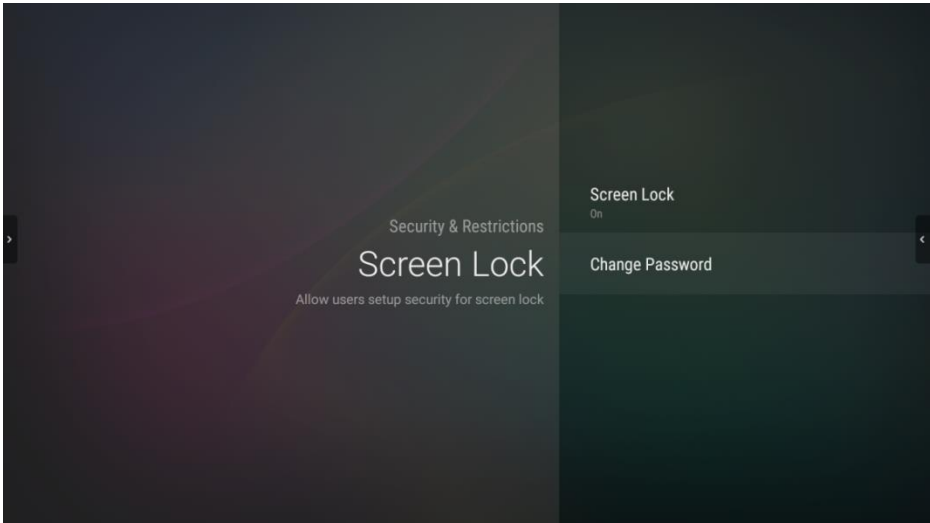 Security & Restrictions
Screen Lock
Allow users setup security for screen lock
Screen Lock
On
Change Password